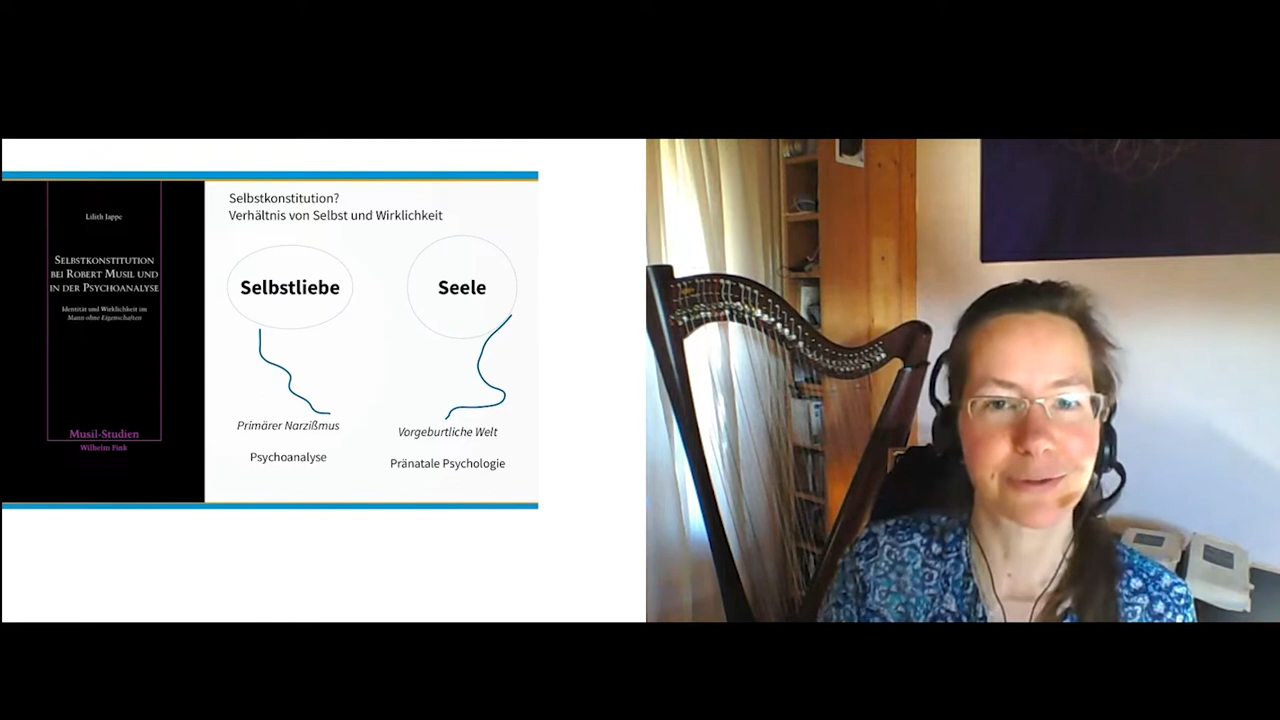 Lilith Jappe
SELBSTKONSTITUTION
BEI ROBERT MUSIL UND
IN DER PSYCHOANALYSE
Identität und Wirklichkeit im
Mann ohne Eigenschaften
Musil-Studien
Wilhelm Fink
Selbstkonstitution?
Verhältnis von Selbst und Wirklichkeit
Selbstliebe
Seele
Primärer Narzißmus
Vorgeburtliche Welt
Psychoanalyse
Pränatale Psychologie